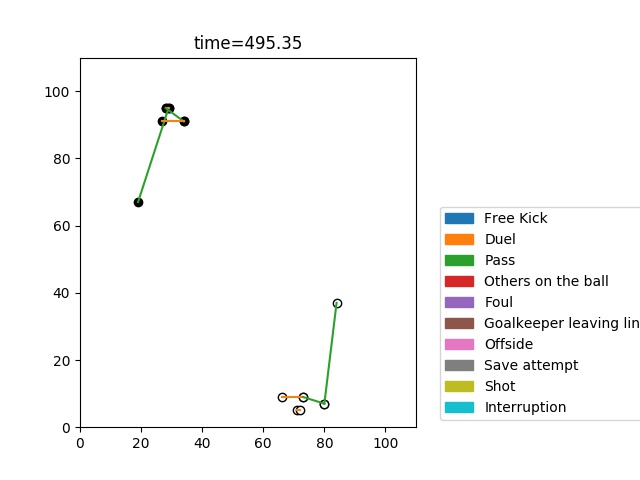 time=495.35
100
80
60
40
20
0
0 20 40 60 80 100
Free Kick
Duel
Pass
Others on the ball
Foul
Goalkeeper leaving lin
Offside
Save attempt
Shot
Interruption